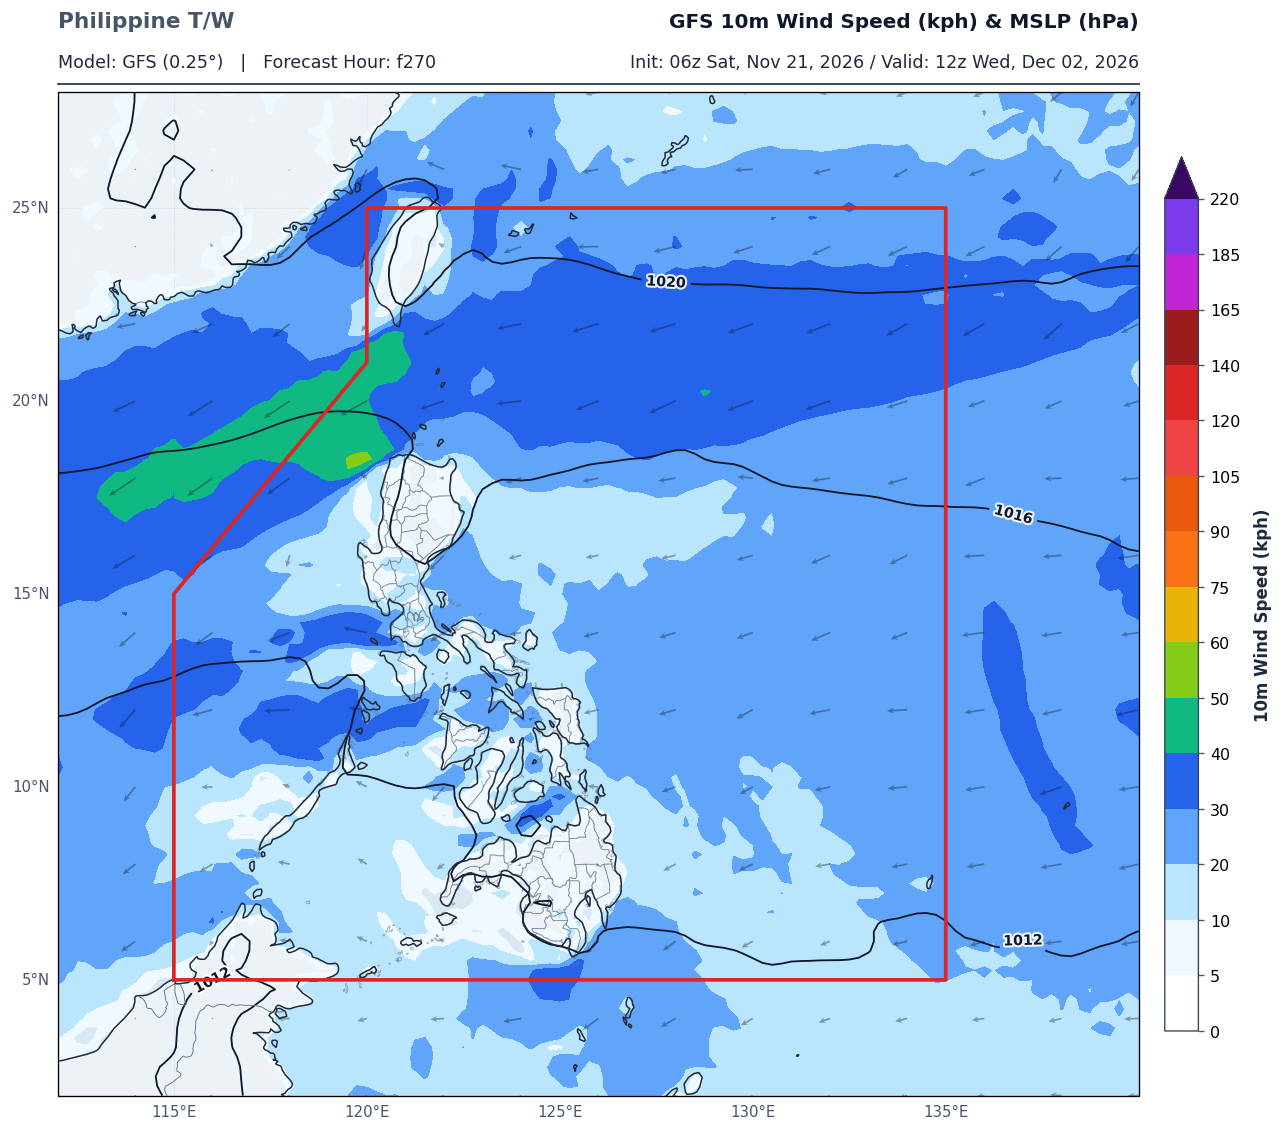 Philippine T/W
GFS 10m Wind Speed (kph) & MSLP (hPa)
Model: GFS (0.25°) | Forecast Hour: f270
Init: 06z Sat, Nov 21, 2026 / Valid: 12z Wed, Dec 02, 2026
25°N
20°N
15°N
10°N
5°N
115°E
120°E
125°E
130°E
135°E
1020
1016
1012
1012
220
185
165
140
120
105
90
75
60
50
40
30
20
10
5
0
10m Wind Speed (kph)